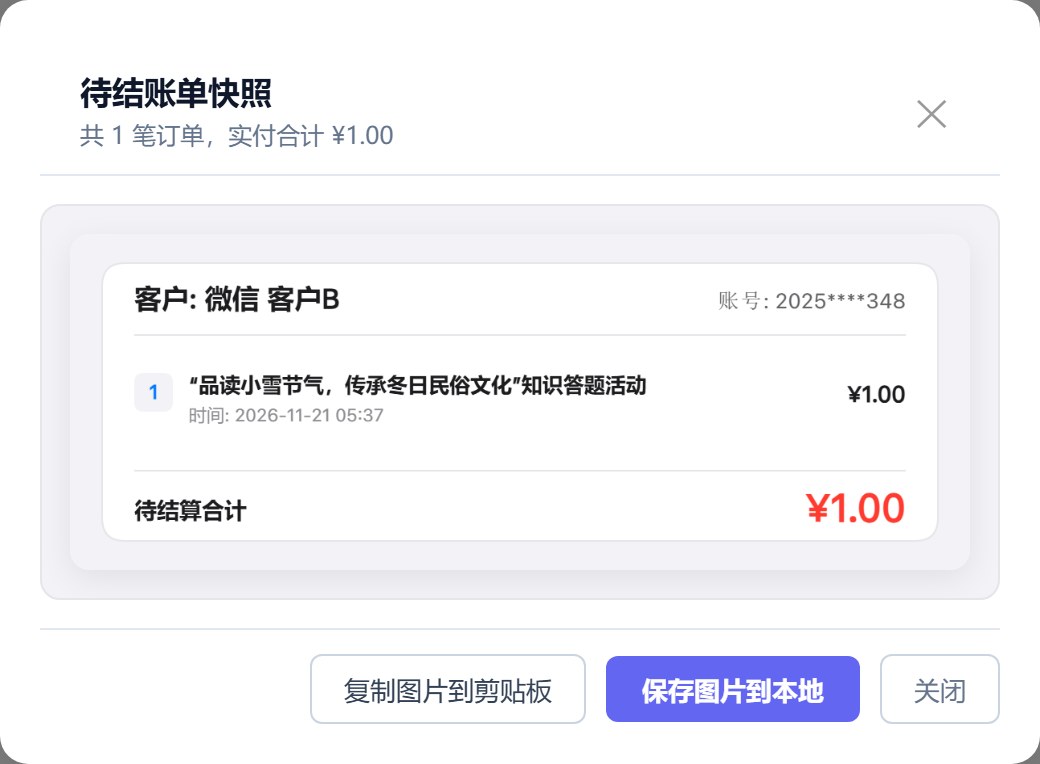 待结账单快照
共 1 笔订单，实付合计 ¥1.00
客户: 微信 客户B
账号: 2025****348
1
“品读小雪节气，传承冬日民俗文化”知识答题活动
¥1.00
时间: 2026-11-21 05:37
待结算合计
¥1.00
复制图片到剪贴板
保存图片到本地
关闭